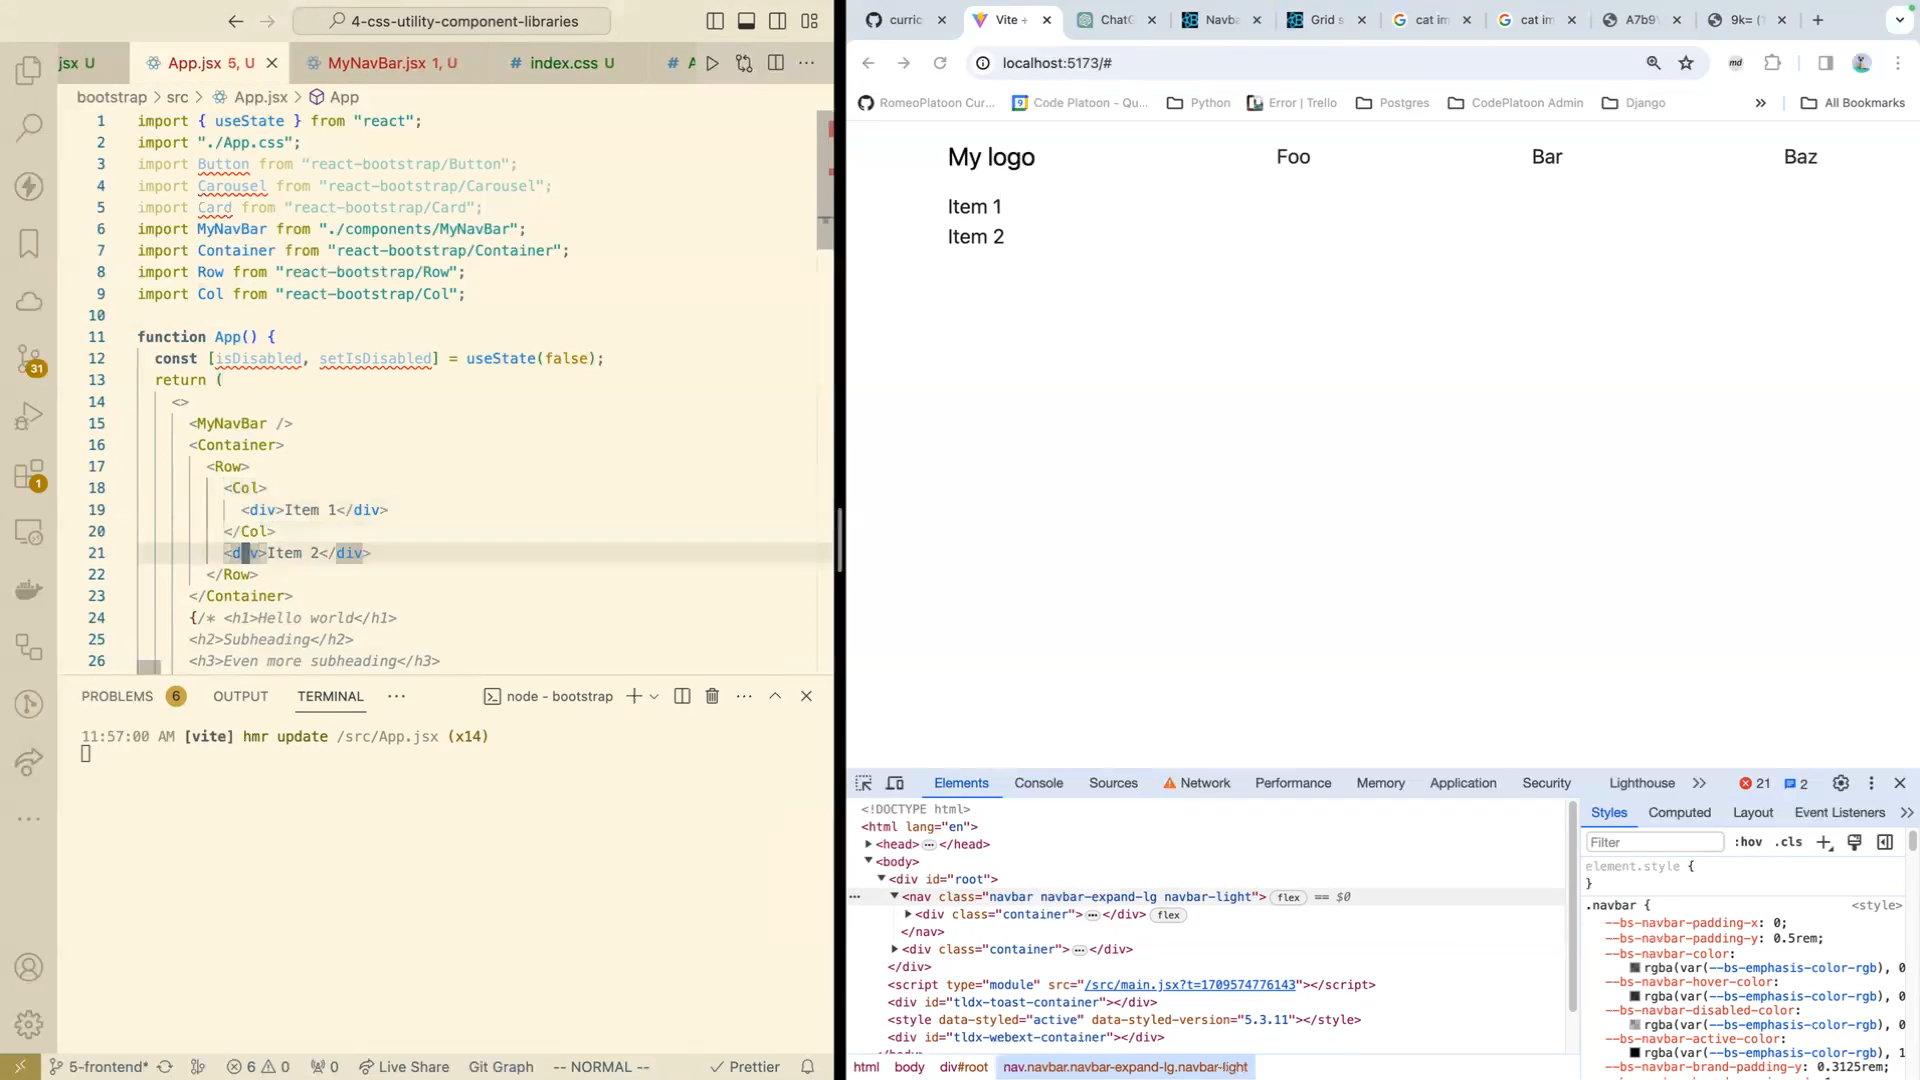 4-css-utility-component-libraries
jsx U
App.jsx 5, U
MyNavBar.jsx 1, U
# index.css U
# A
bootstrap > src > App.jsx > App
1 import { useState } from "react";
2 import "./App.css";
3 import Button from "react-bootstrap/Button";
4 import Carousel from "react-bootstrap/Carousel";
5 import Card from "react-bootstrap/Card";
6 import MyNavBar from "./components/MyNavBar";
7 import Container from "react-bootstrap/Container";
8 import Row from "react-bootstrap/Row";
9 import Col from "react-bootstrap/Col";
10
11 function App() {
12 const [isDisabled, setIsDisabled] = useState(false);
13 return (
14 <>
15 <MyNavBar />
16 <Container>
17 <Row>
18 <Col>
19 <div>Item 1</div>
20 </Col>
21 <div>Item 2</div>
22 </Row>
23 </Container>
24 {/* <h1>Hello world</h1>
25 <h2>Subheading</h2>
26 <h3>Even more subheading</h3>
31
1
PROBLEMS 6 OUTPUT TERMINAL ··· node - bootstrap
11:57:00 AM [vite] hmr update /src/App.jsx (x14)
5-frontend* 6 0 0 Live Share Git Graph -- NORMAL -- Prettier
curric
Vite +
ChatG
Navba
Grid s
cat im
cat im
A7b9
9k= (
localhost:5173/#
RomeoPlatoon Cur...
Code Platoon - Qu...
Python
Error | Trello
Postgres
CodePlatoon Admin
Django
All Bookmarks
My logo Foo Bar Baz
Item 1
Item 2
Elements Console Sources Network Performance Memory Application Security Lighthouse 21 2
<!DOCTYPE html>
<html lang="en">
<head> ··· </head>
<body>
<div id="root">
··· <nav class="navbar navbar-expand-lg navbar-light"> flex == $0
<div class="container"> ··· </div> flex
</nav>
<div class="container"> ··· </div>
</div>
<script type="module" src="/src/main.jsx?t=1709574776143"></script>
<div id="tldx-toast-container"></div>
<style data-styled="active" data-styled-version="5.3.11"></style>
<div id="tldx-webext-container"></div>
html body div#root nav.navbar.navbar-expand-lg.navbar-light
Styles Computed Layout Event Listeners
Filter :hov .cls
element.style {
}
.navbar { <style>
--bs-navbar-padding-x: 0;
--bs-navbar-padding-y: 0.5rem;
--bs-navbar-color:
rgba(var(--bs-emphasis-color-rgb), 0
--bs-navbar-hover-color:
rgba(var(--bs-emphasis-color-rgb), 0
--bs-navbar-disabled-color:
rgba(var(--bs-emphasis-color-rgb), 0
--bs-navbar-active-color:
rgba(var(--bs-emphasis-color-rgb), 1
--bs-navbar-brand-padding-y: 0.3125rem;